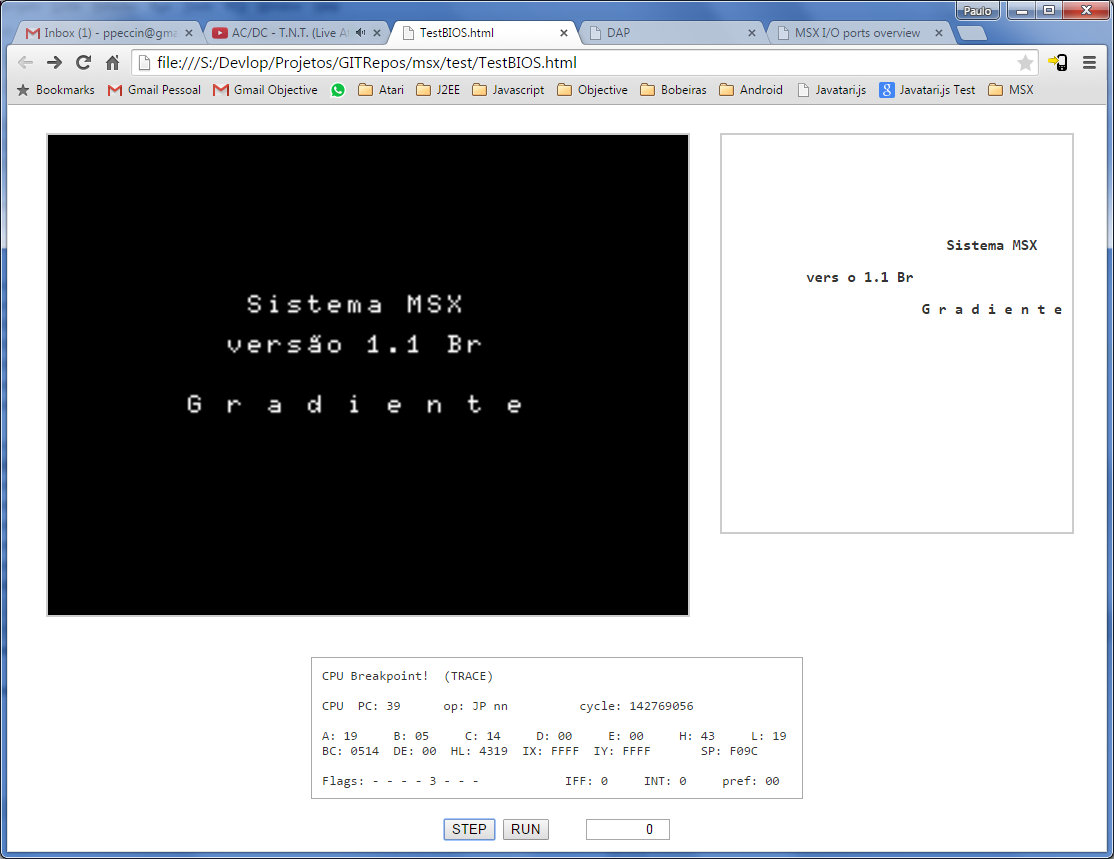 Paulo
Inbox (1) - ppeccin@gma
AC/DC - T.N.T. (Live A
TestBIOS.html
DAP
MSX I/O ports overview
file:///S:/Devlop/Projetos/GITRepos/msx/test/TestBIOS.html
Bookmarks
Gmail Pessoal
Gmail Objective
Atari
J2EE
Javascript
Objective
Bobeiras
Android
Javatari.js
Javatari.js Test
MSX
Sistema MSX
versão 1.1 Br
G r a d i e n t e
Sistema MSX
vers o 1.1 Br
G r a d i e n t e
CPU Breakpoint! (TRACE)
CPU PC: 39 op: JP nn cycle: 142769056
A: 19 B: 05 C: 14 D: 00 E: 00 H: 43 L: 19
BC: 0514 DE: 00 HL: 4319 IX: FFFF IY: FFFF SP: F09C
Flags: - - - - 3 - - - IFF: 0 INT: 0 pref: 00
STEP RUN 0